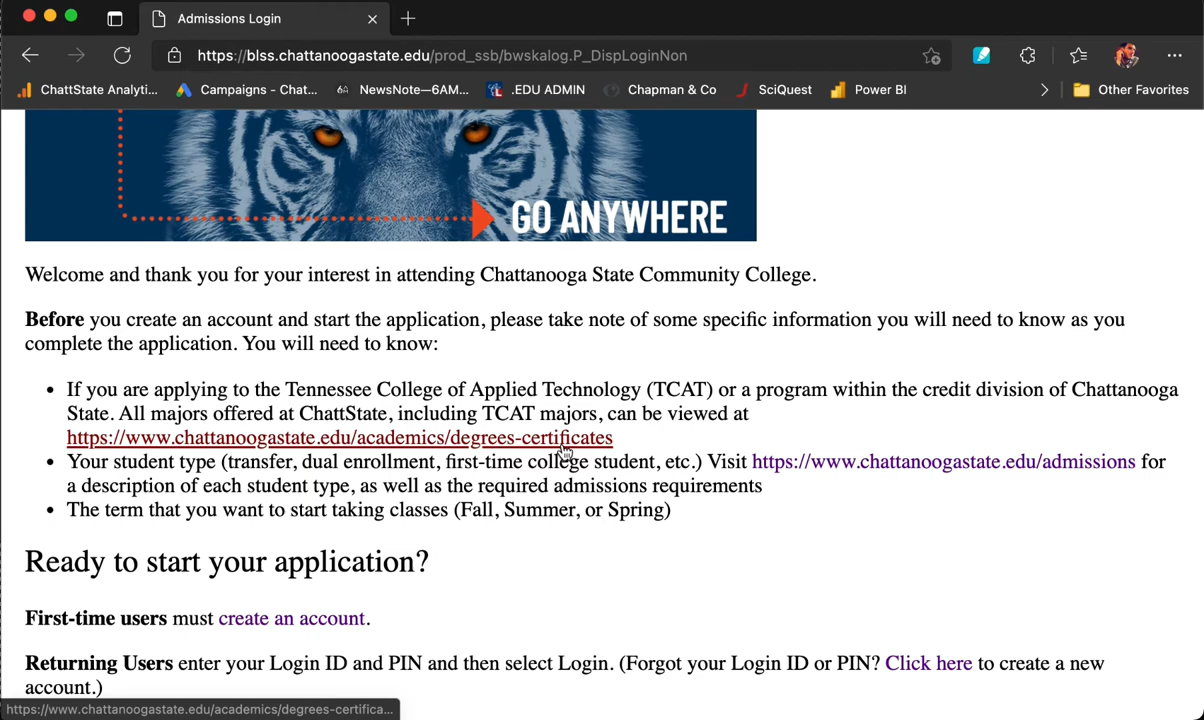 Admissions Login
https://blss.chattanoogastate.edu/prod_ssb/bwskalog.P_DispLoginNon
ChattState Analyti... Campaigns - Chat... 6A NewsNote—6AM... .EDU ADMIN Chapman & Co SciQuest Power BI Other Favorites
GO ANYWHERE
Welcome and thank you for your interest in attending Chattanooga State Community College.
Before you create an account and start the application, please take note of some specific information you will need to know as you
complete the application. You will need to know:
• If you are applying to the Tennessee College of Applied Technology (TCAT) or a program within the credit division of Chattanooga
State. All majors offered at ChattState, including TCAT majors, can be viewed at
https://www.chattanoogastate.edu/academics/degrees-certificates
• Your student type (transfer, dual enrollment, first-time college student, etc.) Visit https://www.chattanoogastate.edu/admissions for
a description of each student type, as well as the required admissions requirements
• The term that you want to start taking classes (Fall, Summer, or Spring)
Ready to start your application?
First-time users must create an account.
Returning Users enter your Login ID and PIN and then select Login. (Forgot your Login ID or PIN? Click here to create a new
account.)
https://www.chattanoogastate.edu/academics/degrees-certifica...